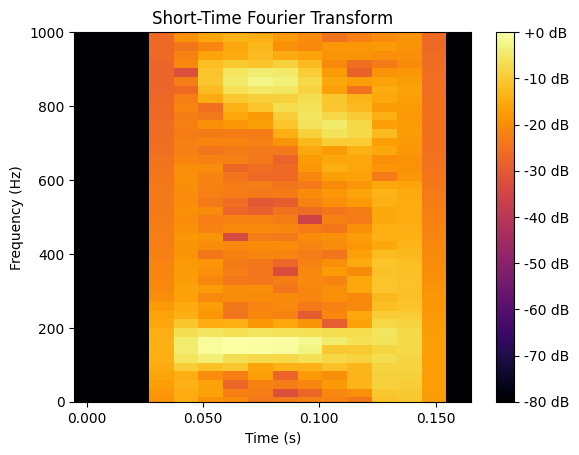 Short-Time Fourier Transform
1000
800
600
400
200
0
Frequency (Hz)
0.000
0.050
0.100
0.150
Time (s)
+0 dB
-10 dB
-20 dB
-30 dB
-40 dB
-50 dB
-60 dB
-70 dB
-80 dB